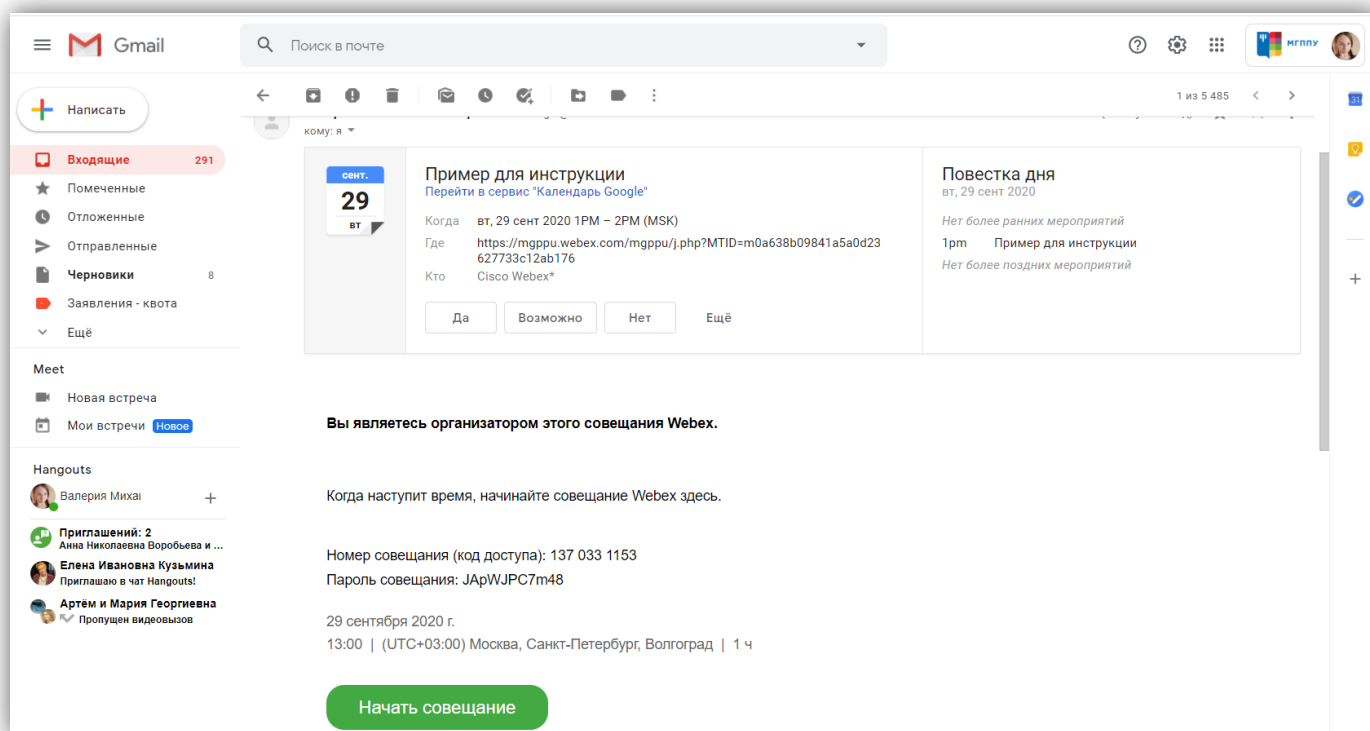 Gmail
Поиск в почте
МГППУ
Написать
1 из 5 485
31
кому: я
Входящие 291
Помеченные
Отложенные
Отправленные
Черновики 8
Заявления - квота
Ещё
Meet
Новая встреча
Мои встречи Новое
Hangouts
Валерия Михаи
Приглашений: 2
Анна Николаевна Воробьева и ...
Елена Ивановна Кузьмина
Приглашаю в чат Hangouts!
Артём и Мария Георгиевна
Пропущен видеовызов
сент.
29
вт
Пример для инструкции
Перейти в сервис "Календарь Google"
Когда вт, 29 сент 2020 1PM – 2PM (MSK)
Где https://mgppu.webex.com/mgppu/j.php?MTID=m0a638b09841a5a0d23
627733c12ab176
Кто Cisco Webex*
Да Возможно Нет Ещё
Повестка дня
вт, 29 сент 2020
Нет более ранних мероприятий
1pm Пример для инструкции
Нет более поздних мероприятий
Вы являетесь организатором этого совещания Webex.
Когда наступит время, начинайте совещание Webex здесь.
Номер совещания (код доступа): 137 033 1153
Пароль совещания: JApWJPC7m48
29 сентября 2020 г.
13:00 | (UTC+03:00) Москва, Санкт-Петербург, Волгоград | 1 ч
Начать совещание